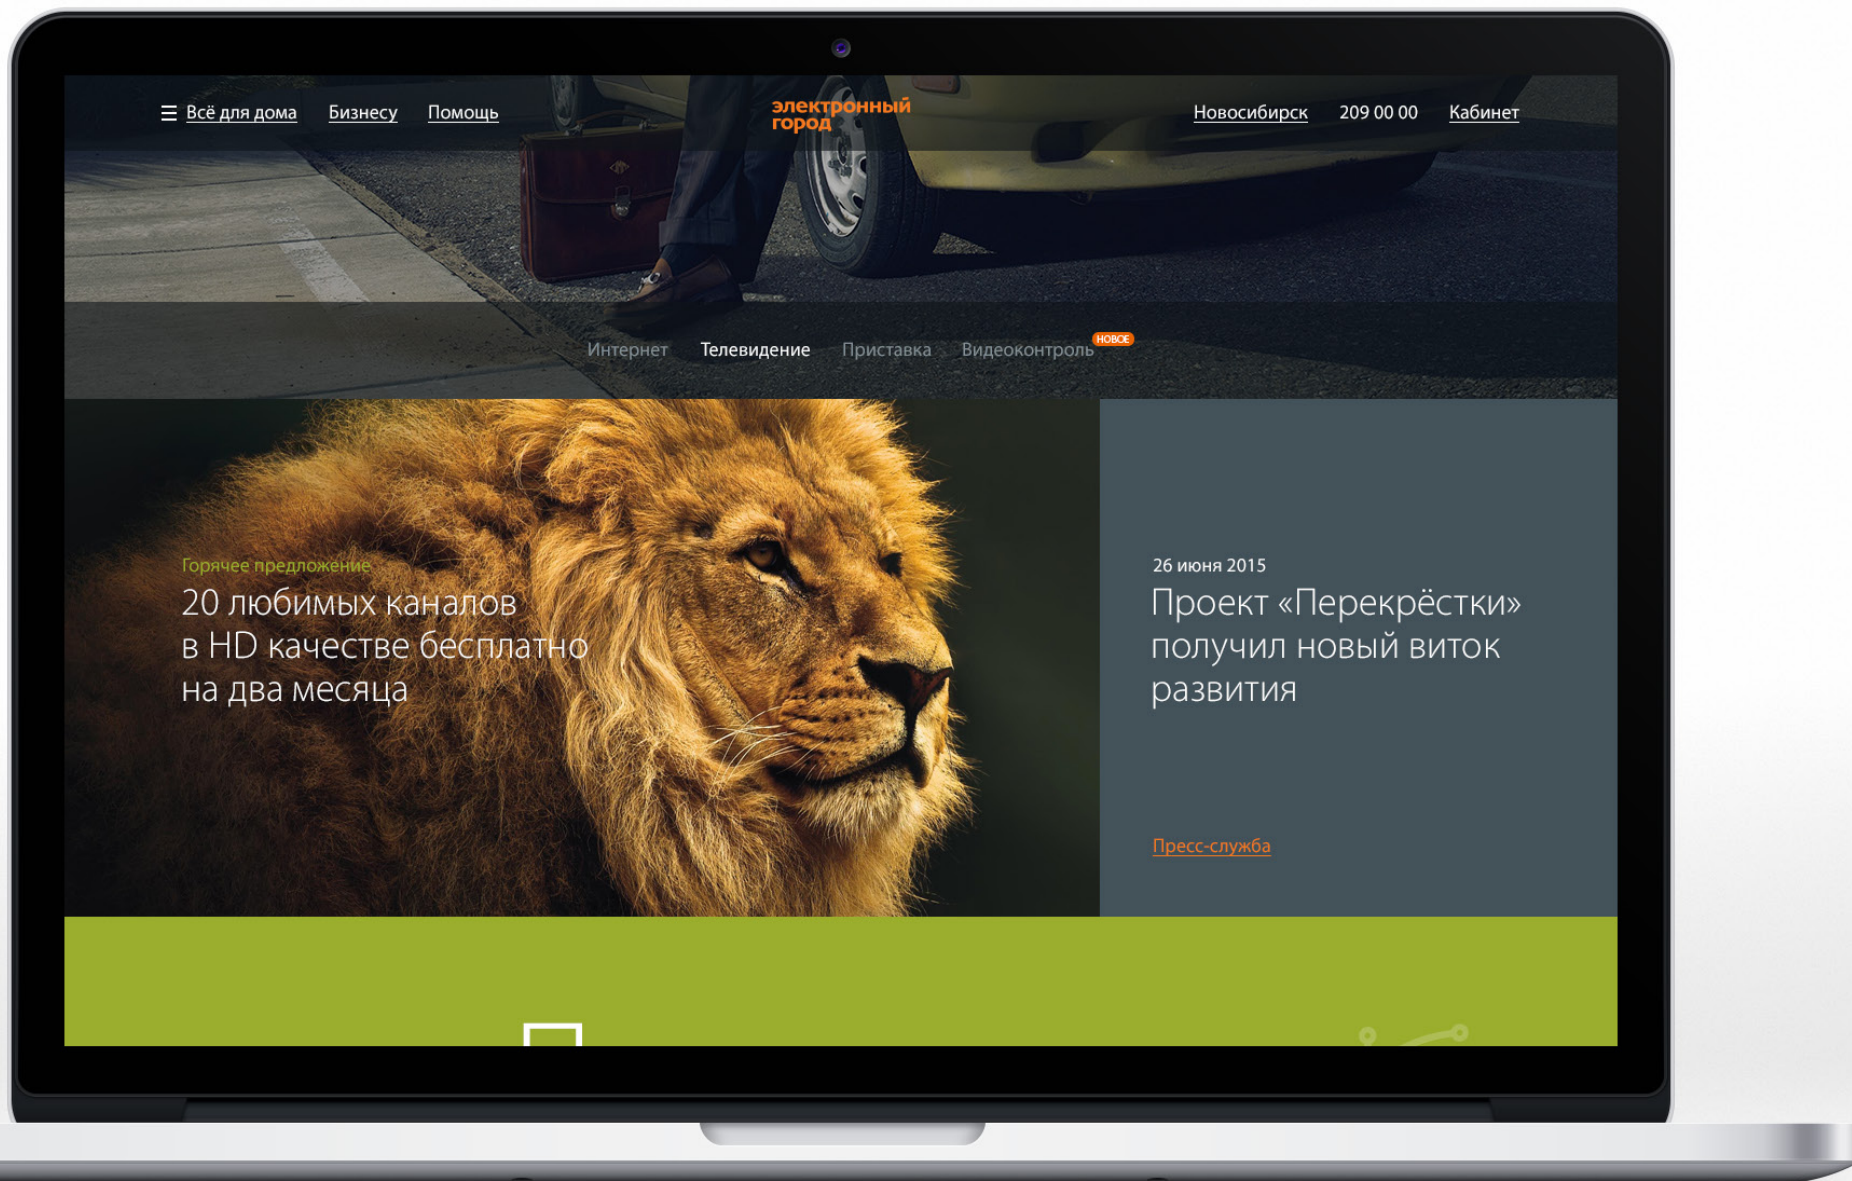 Всё для дома Бизнесу Помощь
электронный
город
Новосибирск 209 00 00 Кабинет
Интернет Телевидение Приставка Видеоконтроль НОВОЕ
Горячее предложение
20 любимых каналов
в HD качестве бесплатно
на два месяца
26 июня 2015
Проект «Перекрёстки»
получил новый виток
развития
Пресс-служба